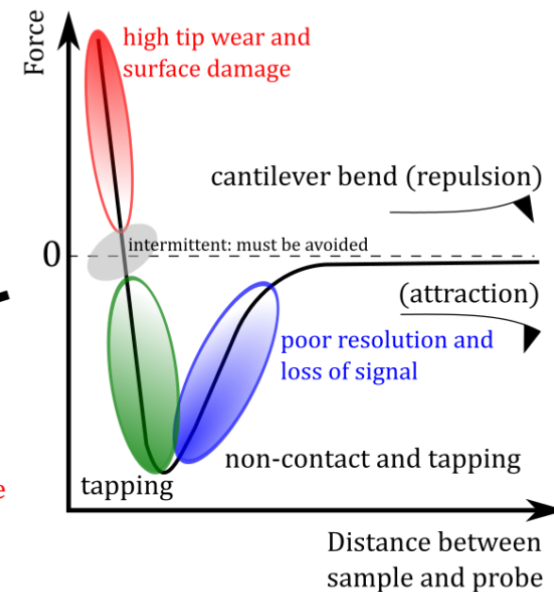 Force
high tip wear and
surface damage
cantilever bend (repulsion)
intermittent: must be avoided
0
(attraction)
poor resolution and
loss of signal
non-contact and tapping
tapping
e
Distance between
sample and probe